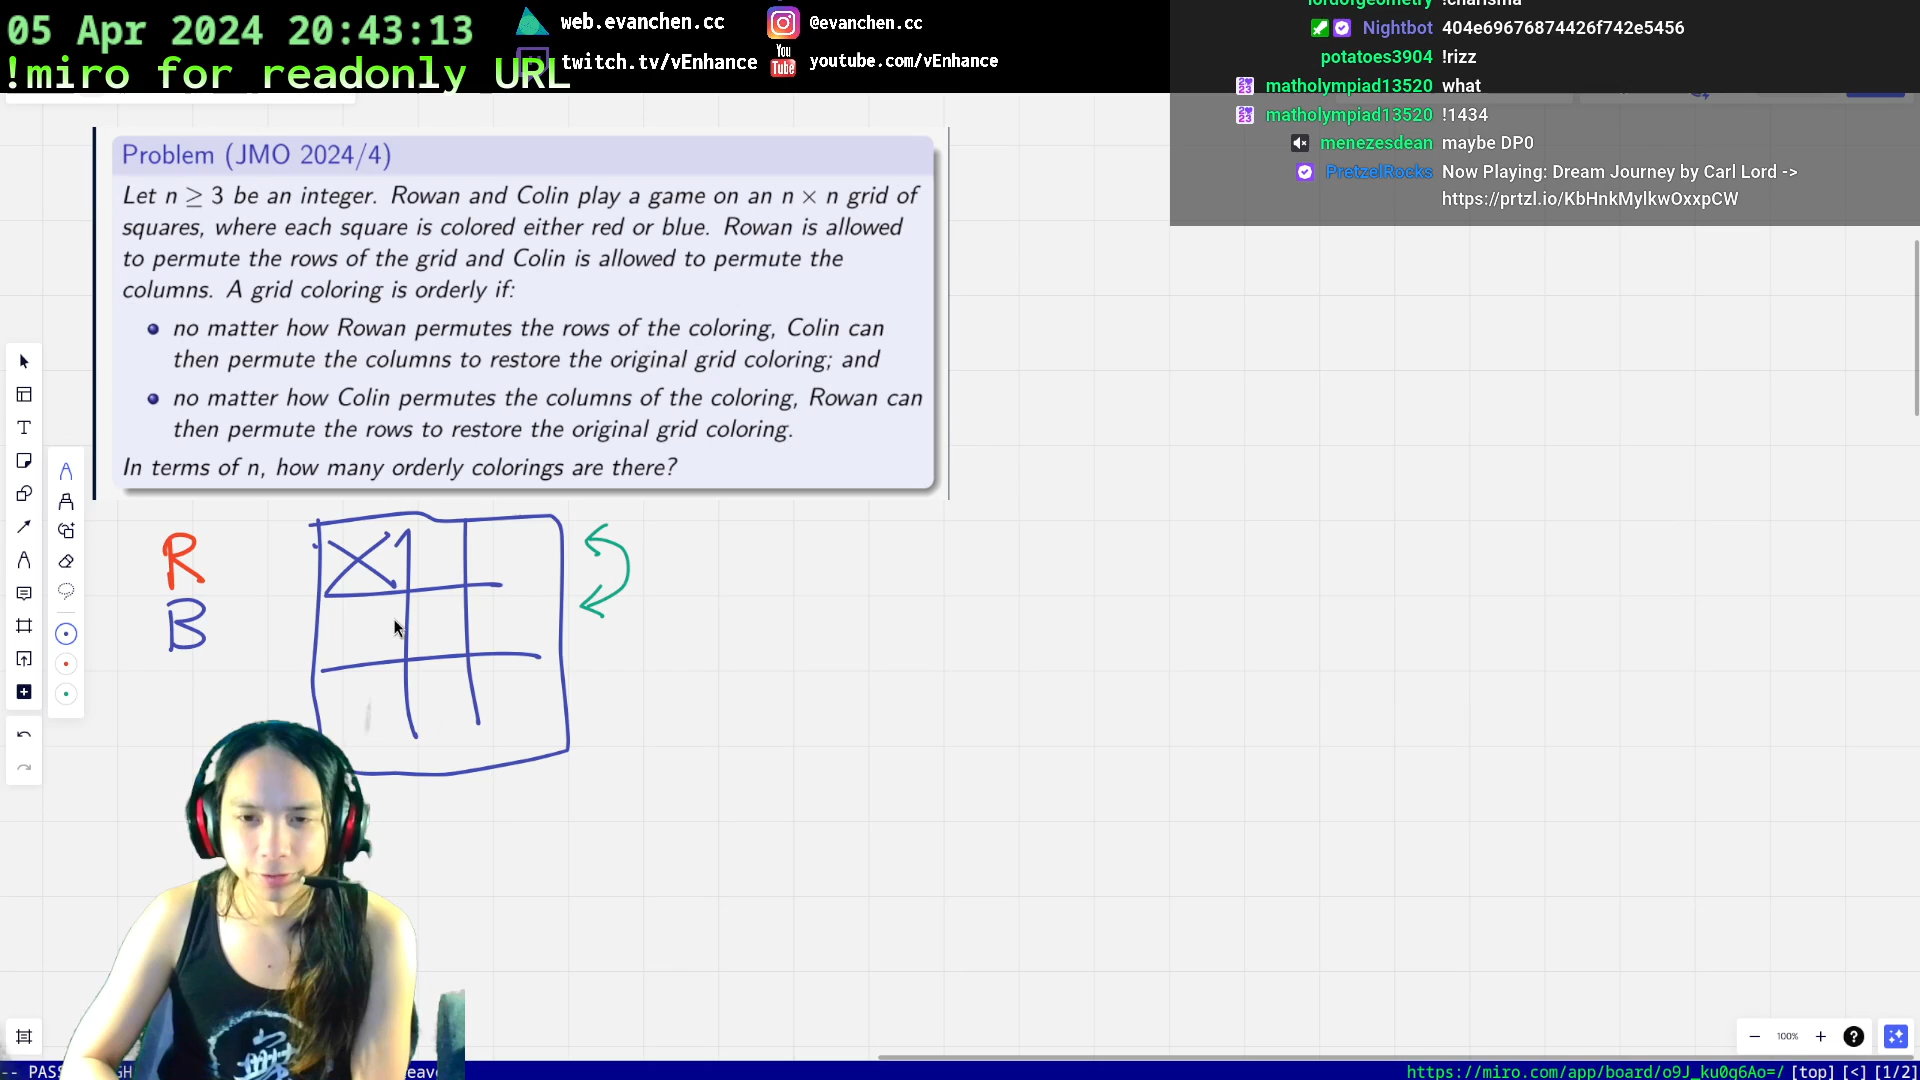 05 Apr 2024 20:43:13
!miro for readonly URL
web.evanchen.cc
@evanchen.cc
twitch.tv/vEnhance
You Tube
youtube.com/vEnhance
lordofgeometry !charisma
Nightbot 404e69676874426f742e5456
potatoes3904 !rizz
matholympiad13520 what
matholympiad13520 !1434
menezesdean maybe DP0
PretzelRocks Now Playing: Dream Journey by Carl Lord ->
https://prtzl.io/KbHnkMylkwOxxpCW
Problem (JMO 2024/4)
Let n ≥ 3 be an integer. Rowan and Colin play a game on an n × n grid of
squares, where each square is colored either red or blue. Rowan is allowed
to permute the rows of the grid and Colin is allowed to permute the
columns. A grid coloring is orderly if:
• no matter how Rowan permutes the rows of the coloring, Colin can
then permute the columns to restore the original grid coloring; and
• no matter how Colin permutes the columns of the coloring, Rowan can
then permute the rows to restore the original grid coloring.
In terms of n, how many orderly colorings are there?
R
B
100%
-- PAS
https://miro.com/app/board/o9J_ku0q6Ao=/ [top] [<] [1/2]